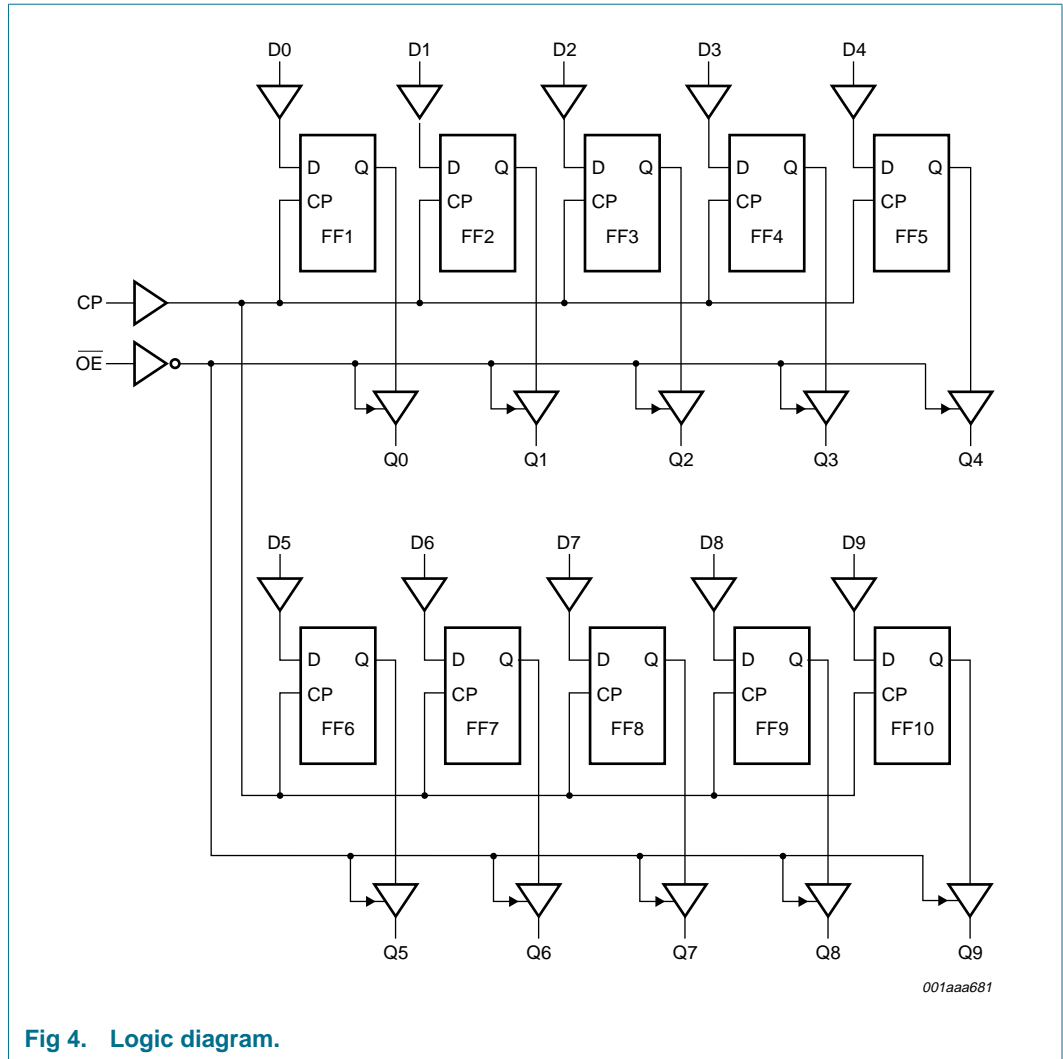 D0 D1 D2 D3 D4
D Q D Q D Q D Q D Q
CP CP CP CP CP
FF1 FF2 FF3 FF4 FF5
CP
O̅E̅
Q0 Q1 Q2 Q3 Q4
D5 D6 D7 D8 D9
D Q D Q D Q D Q D Q
CP CP CP CP CP
FF6 FF7 FF8 FF9 FF10
Q5 Q6 Q7 Q8 Q9
001aaa681
Fig 4. Logic diagram.